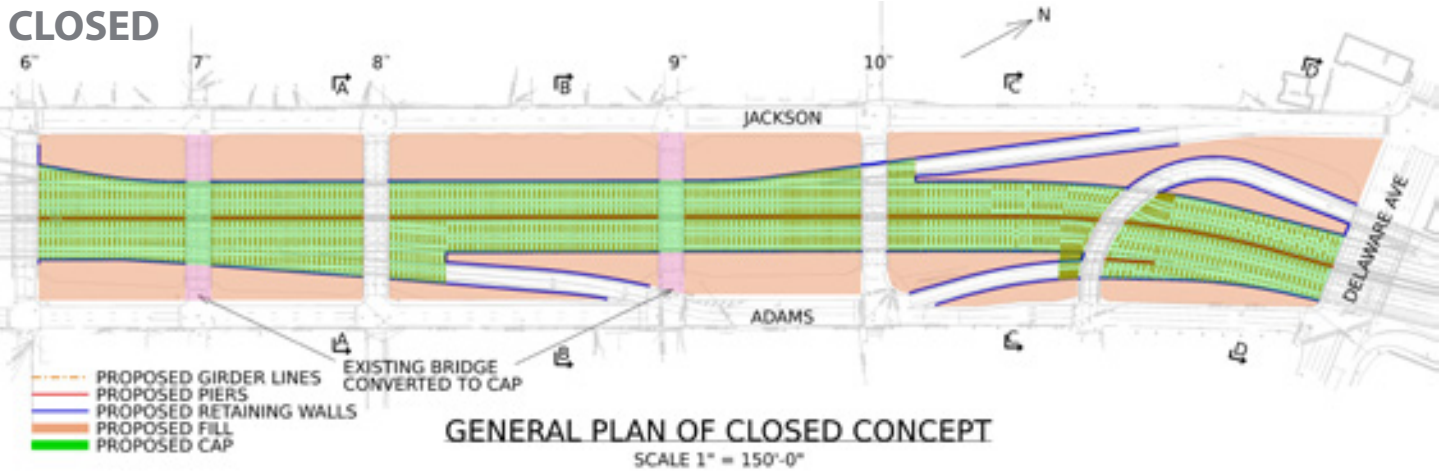 CLOSED
N
6TH
7TH
8TH
9TH
10TH
A
B
C
D
JACKSON
DELAWARE AVE
ADAMS
A
B
C
D
EXISTING BRIDGE
CONVERTED TO CAP
PROPOSED GIRDER LINES
PROPOSED PIERS
PROPOSED RETAINING WALLS
PROPOSED FILL
PROPOSED CAP
GENERAL PLAN OF CLOSED CONCEPT
SCALE 1" = 150'-0"